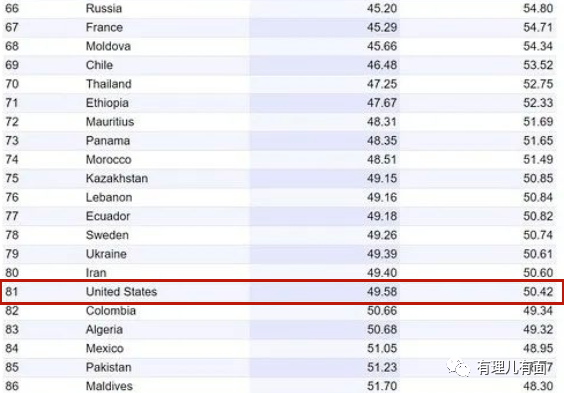 66 Russia 45.20 54.80
67 France 45.29 54.71
68 Moldova 45.66 54.34
69 Chile 46.48 53.52
70 Thailand 47.25 52.75
71 Ethiopia 47.67 52.33
72 Mauritius 48.31 51.69
73 Panama 48.35 51.65
74 Morocco 48.51 51.49
75 Kazakhstan 49.15 50.85
76 Lebanon 49.16 50.84
77 Ecuador 49.18 50.82
78 Sweden 49.26 50.74
79 Ukraine 49.39 50.61
80 Iran 49.40 50.60
81 United States 49.58 50.42
82 Colombia 50.66 49.34
83 Algeria 50.68 49.32
84 Mexico 51.05 48.95
85 Pakistan 51.23
86 Maldives 51.70 48.30
有理儿有面